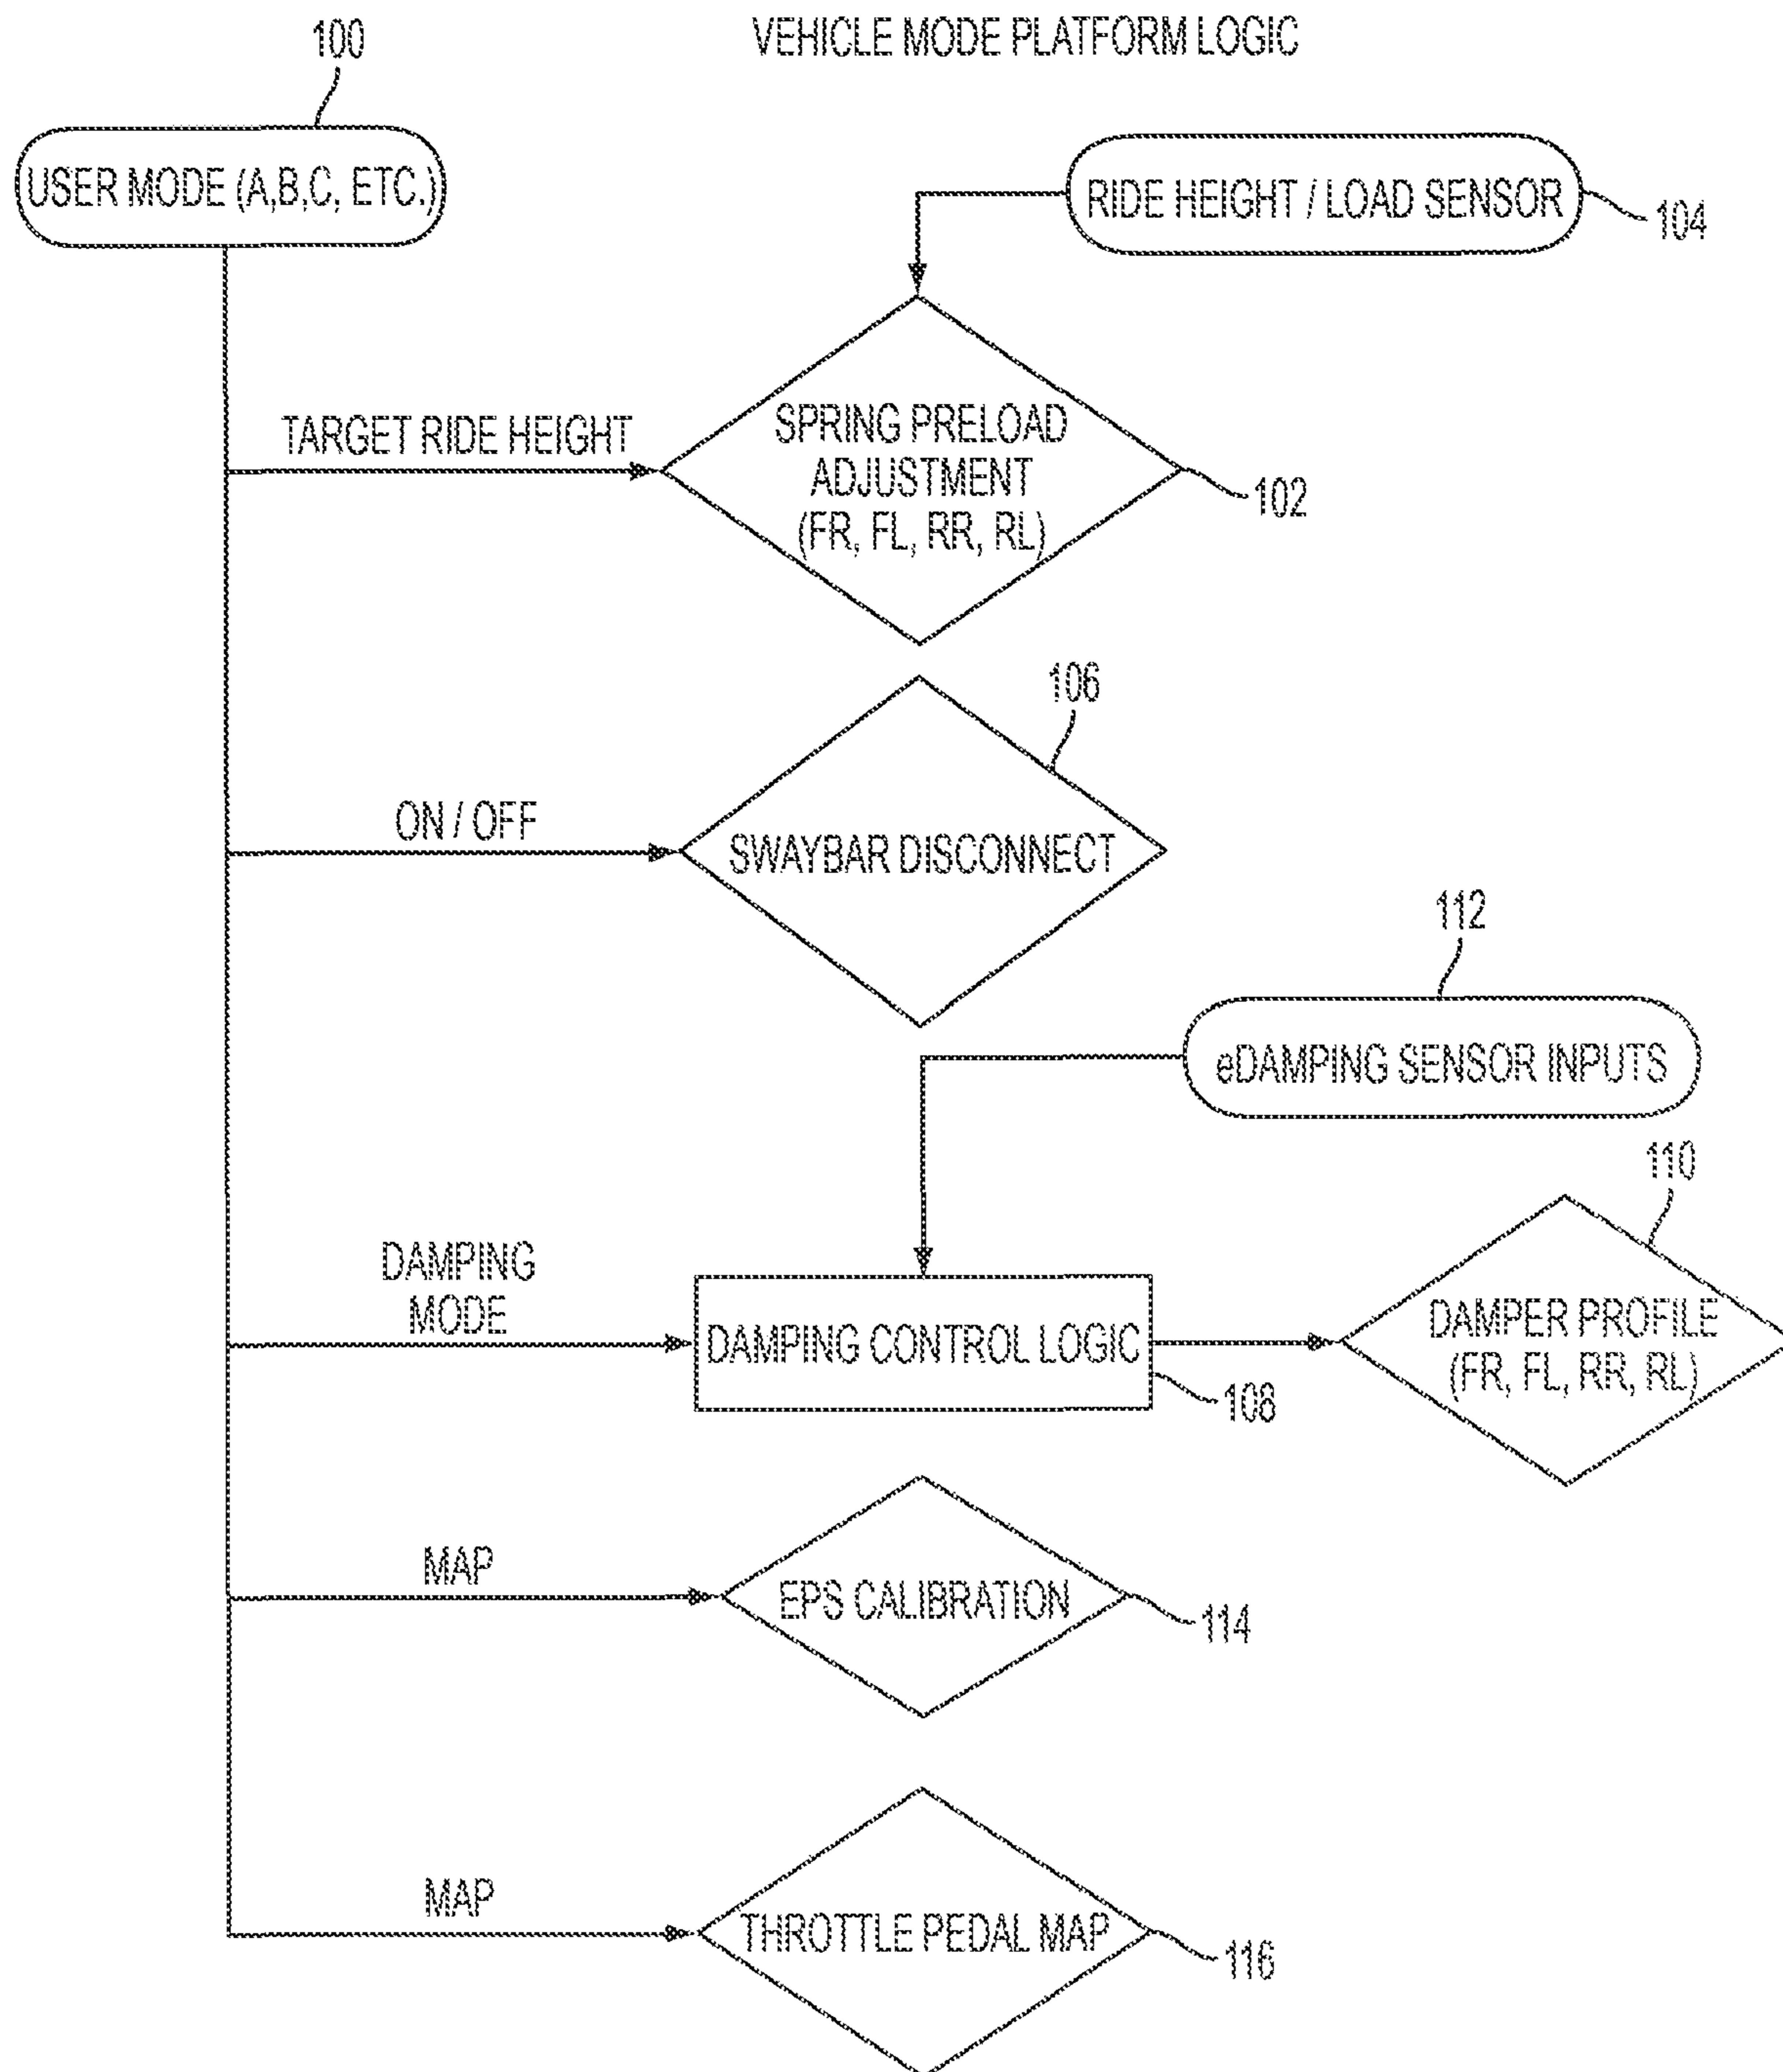 VEHICLE MODE PLATFORM LOGIC
100
USER MODE (A,B,C, ETC.)
RIDE HEIGHT / LOAD SENSOR
104
TARGET RIDE HEIGHT
SPRING PRELOAD
ADJUSTMENT
(FR, FL, RR, RL)
102
106
ON / OFF
SWAYBAR DISCONNECT
112
eDAMPING SENSOR INPUTS
110
DAMPING
MODE
DAMPING CONTROL LOGIC
108
DAMPER PROFILE
(FR, FL, RR, RL)
MAP
EPS CALIBRATION
114
MAP
THROTTLE PEDAL MAP
116